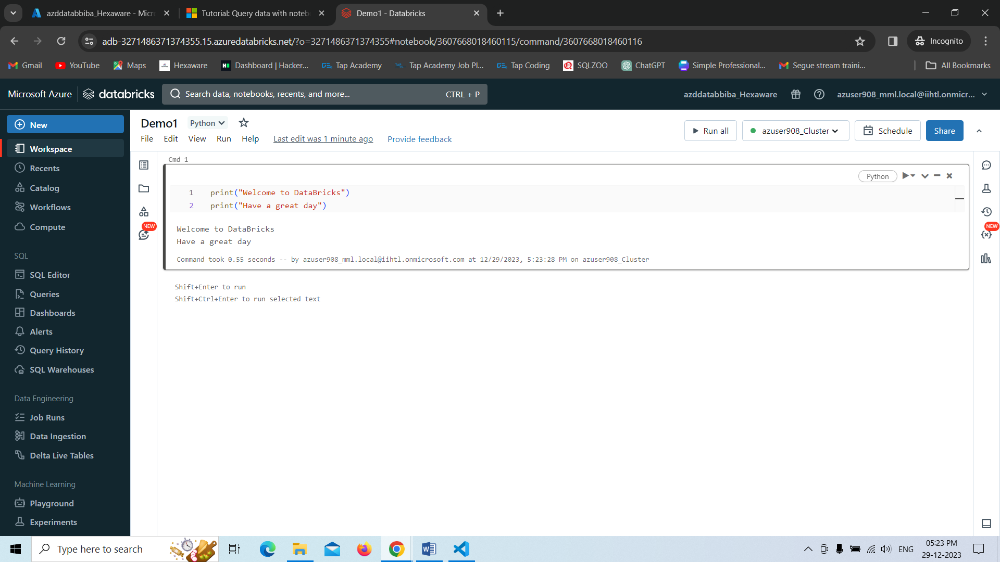 azddatabbiba_Hexaware - Micro
Tutorial: Query data with noteb
Demo1 - Databricks
adb-3271486371374355.15.azuredatabricks.net/?o=3271486371374355#notebook/3607668018460115/command/3607668018460116
Incognito
Gmail
YouTube
Maps
Hexaware
Dashboard | Hacker...
Tap Academy
Tap Academy Job Pl...
Tap Coding
SQLZOO
ChatGPT
Simple Professional...
Segue stream traini...
All Bookmarks
Microsoft Azure
databricks
Search data, notebooks, recents, and more...
CTRL + P
azddatabbiba_Hexaware
azuser908_mml.local@iihtl.onmicr...
New
Workspace
Recents
Catalog
Workflows
Compute
SQL
SQL Editor
Queries
Dashboards
Alerts
Query History
SQL Warehouses
Data Engineering
Job Runs
Data Ingestion
Delta Live Tables
Machine Learning
Playground
Experiments
Demo1
Python
File
Edit
View
Run
Help
Last edit was 1 minute ago
Provide feedback
Run all
azuser908_Cluster
Schedule
Share
NEW
Cmd 1
Python
1 print("Welcome to DataBricks")
2 print("Have a great day")
Welcome to DataBricks
Have a great day
Command took 0.55 seconds -- by azuser908_mml.local@iihtl.onmicrosoft.com at 12/29/2023, 5:23:28 PM on azuser908_Cluster
Shift+Enter to run
Shift+Ctrl+Enter to run selected text
NEW
Type here to search
ENG
05:23 PM
29-12-2023